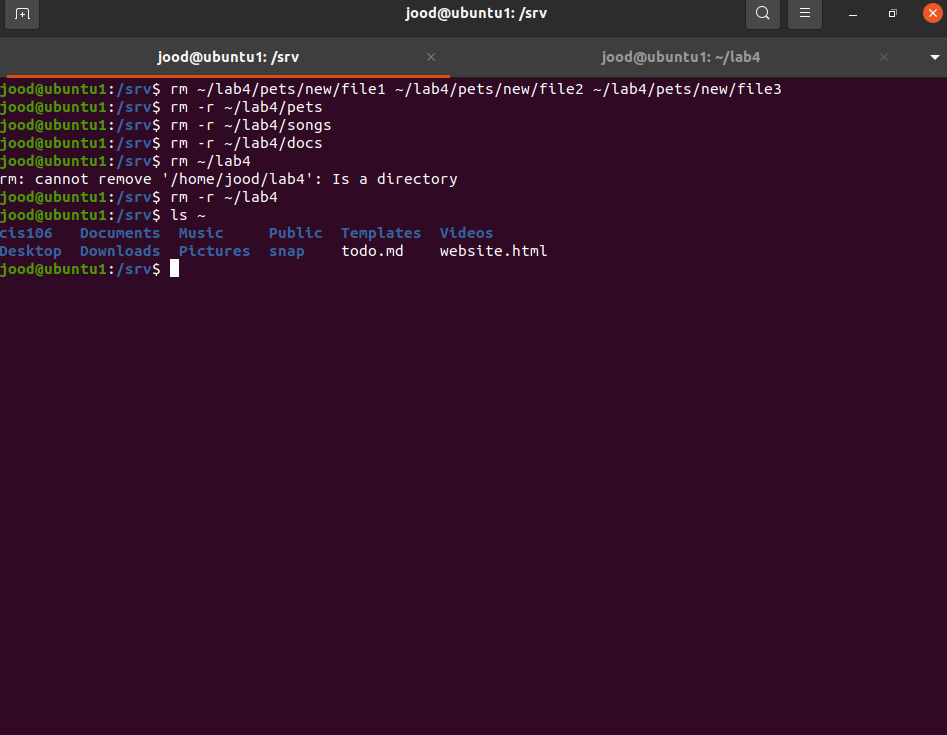 jood@ubuntu1: /srv
jood@ubuntu1: /srv
jood@ubuntu1: ~/lab4
jood@ubuntu1:/srv$ rm ~/lab4/pets/new/file1 ~/lab4/pets/new/file2 ~/lab4/pets/new/file3
jood@ubuntu1:/srv$ rm -r ~/lab4/pets
jood@ubuntu1:/srv$ rm -r ~/lab4/songs
jood@ubuntu1:/srv$ rm -r ~/lab4/docs
jood@ubuntu1:/srv$ rm ~/lab4
rm: cannot remove '/home/jood/lab4': Is a directory
jood@ubuntu1:/srv$ rm -r ~/lab4
jood@ubuntu1:/srv$ ls ~
cis106   Documents  Music     Public  Templates  Videos
Desktop  Downloads  Pictures  snap    todo.md    website.html
jood@ubuntu1:/srv$